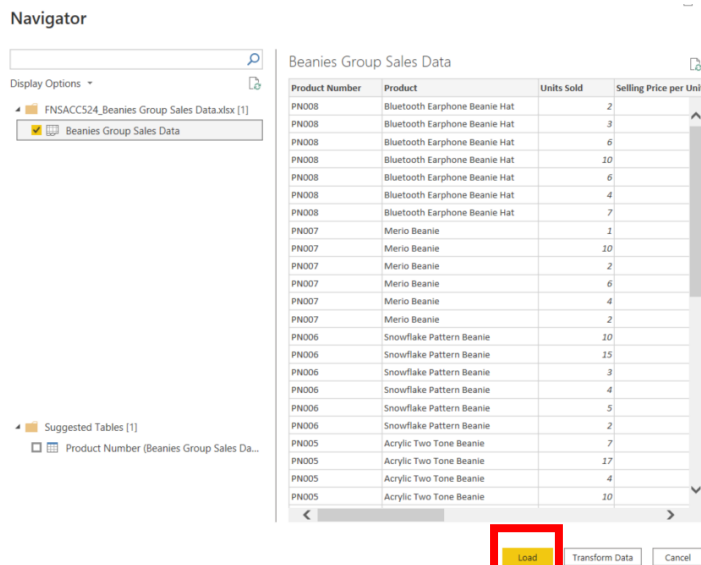 Navigator
Display Options
FNSACC524_Beanies Group Sales Data.xlsx [1]
Beanies Group Sales Data
Suggested Tables [1]
Product Number (Beanies Group Sales Da...
Beanies Group Sales Data
Product Number Product Units Sold Selling Price per Uni
PN008 Bluetooth Earphone Beanie Hat 2
PN008 Bluetooth Earphone Beanie Hat 3
PN008 Bluetooth Earphone Beanie Hat 6
PN008 Bluetooth Earphone Beanie Hat 10
PN008 Bluetooth Earphone Beanie Hat 6
PN008 Bluetooth Earphone Beanie Hat 4
PN008 Bluetooth Earphone Beanie Hat 7
PN007 Merio Beanie 1
PN007 Merio Beanie 10
PN007 Merio Beanie 2
PN007 Merio Beanie 6
PN007 Merio Beanie 4
PN007 Merio Beanie 2
PN006 Snowflake Pattern Beanie 10
PN006 Snowflake Pattern Beanie 15
PN006 Snowflake Pattern Beanie 3
PN006 Snowflake Pattern Beanie 4
PN006 Snowflake Pattern Beanie 5
PN006 Snowflake Pattern Beanie 2
PN005 Acrylic Two Tone Beanie 7
PN005 Acrylic Two Tone Beanie 17
PN005 Acrylic Two Tone Beanie 4
PN005 Acrylic Two Tone Beanie 10
Load Transform Data Cancel